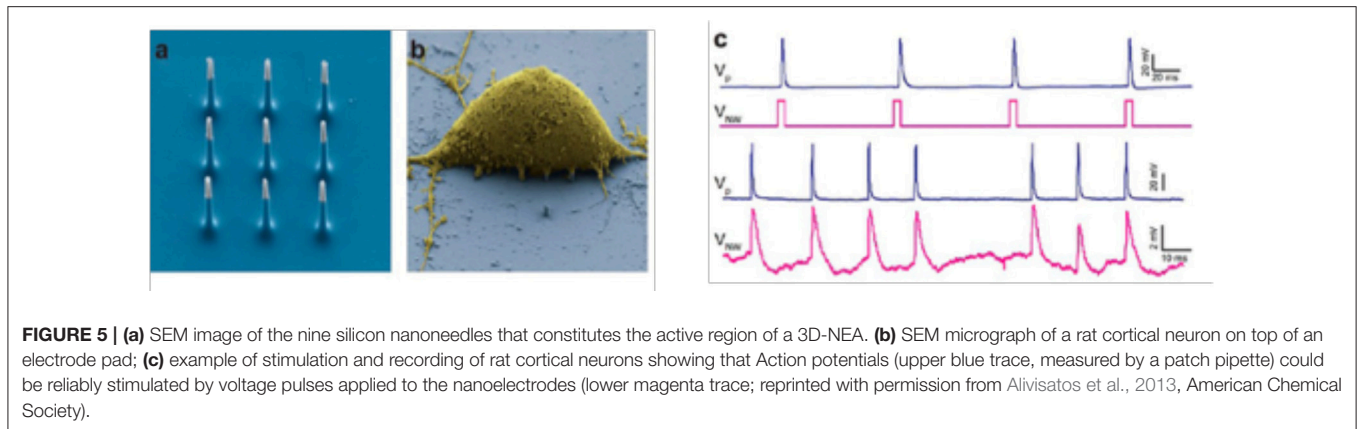 a
b
c
Vp
20 mV
20 ms
VNW
Vp
20 mV
VNW
2 mV
10 ms
FIGURE 5 | (a) SEM image of the nine silicon nanoneedles that constitutes the active region of a 3D-NEA. (b) SEM micrograph of a rat cortical neuron on top of an
electrode pad; (c) example of stimulation and recording of rat cortical neurons showing that Action potentials (upper blue trace, measured by a patch pipette) could
be reliably stimulated by voltage pulses applied to the nanoelectrodes (lower magenta trace; reprinted with permission from Alivisatos et al., 2013, American Chemical
Society).